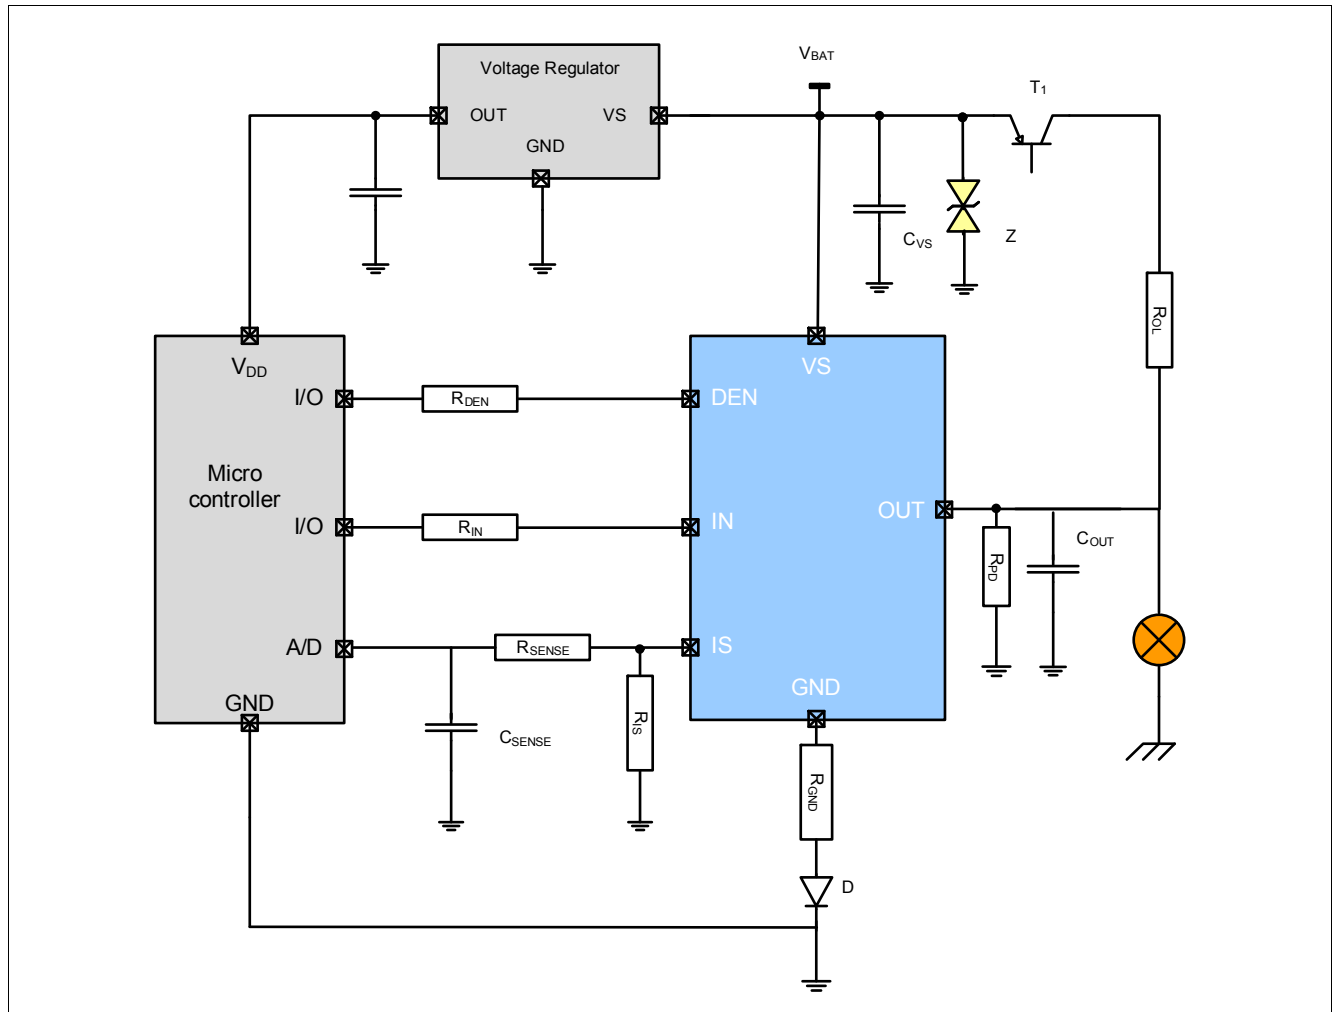 Voltage Regulator
OUT
VS
GND
VBAT
T1
CVS
Z
ROL
VDD
I/O
RDEN
DEN
VS
Micro
controller
I/O
RIN
IN
OUT
RPD
COUT
A/D
RSENSE
IS
GND
CSENSE
RIS
GND
RGND
D